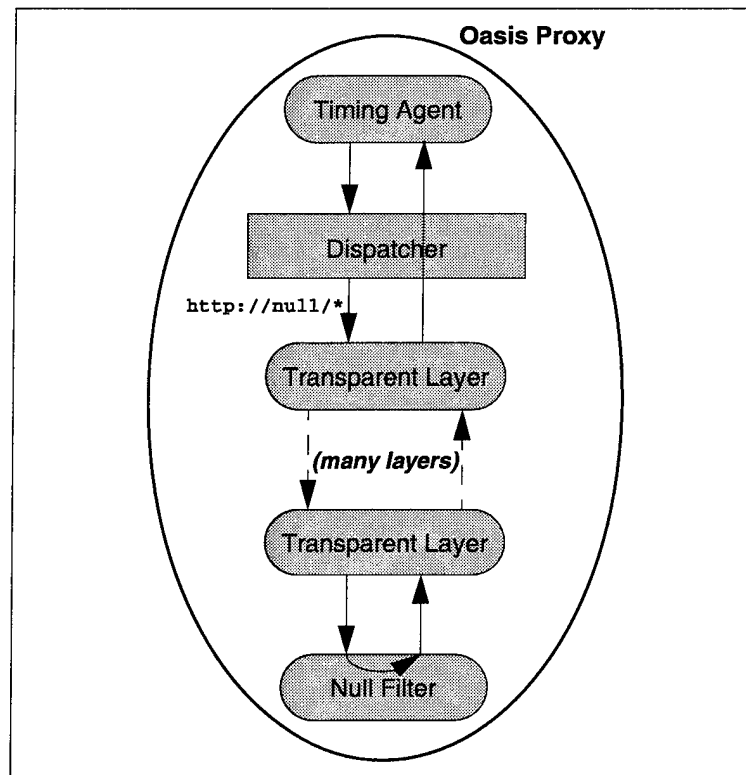 Oasis Proxy
Timing Agent
Dispatcher
http://null/*
Transparent Layer
(many layers)
Transparent Layer
Null Filter